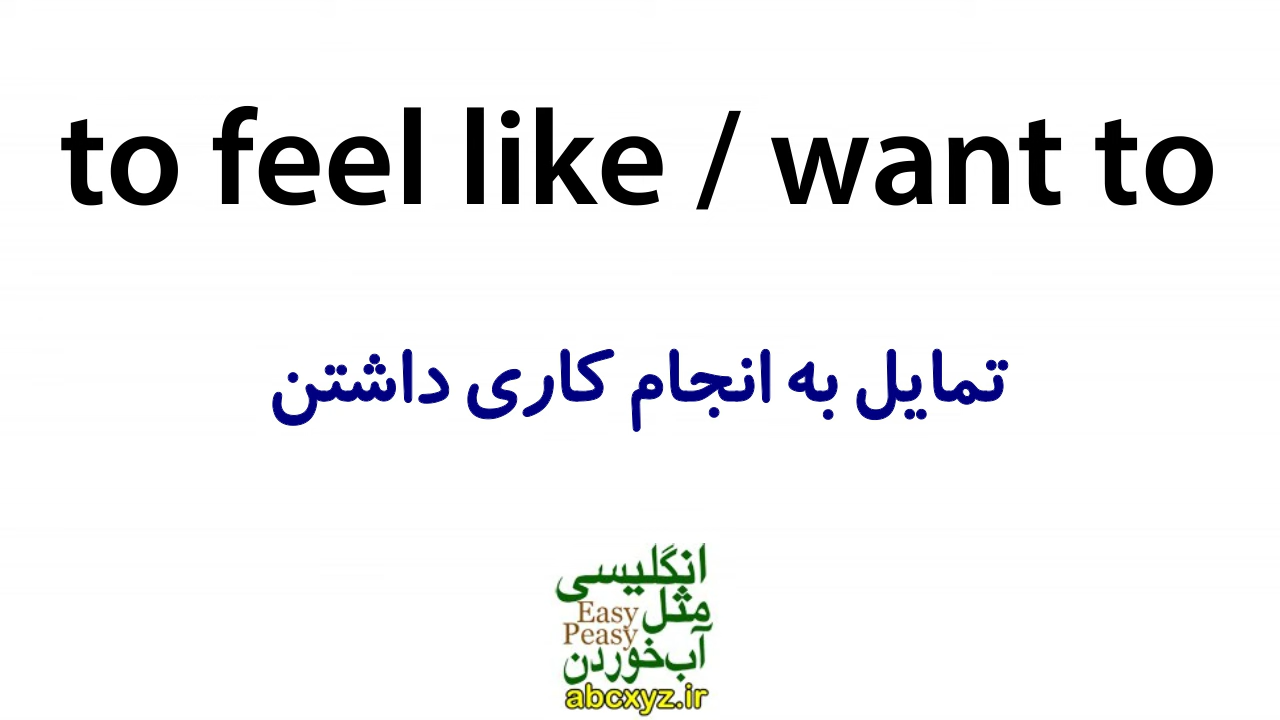 to feel like / want to
تمایل به انجام کاری داشتن
انگلیسی
مثل
Easy
Peasy
آب‌خوردن
abcxyz.ir